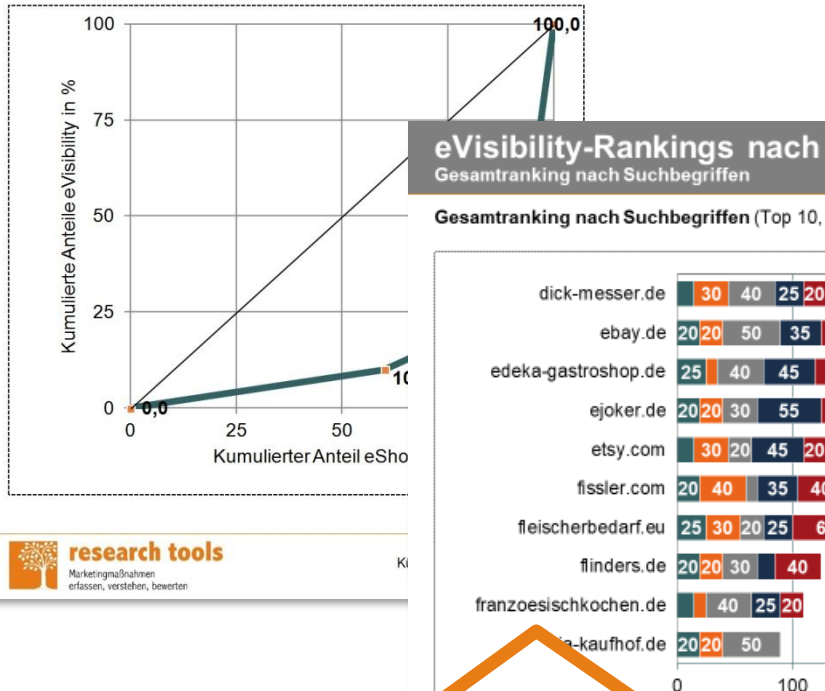 100
100,0
75
50
25
0
0,0
0
25
50
Kumulierte Anteile eVisibility in %
Kumulierter Anteil eSho
research tools
Marketingmaßnahmen
erfassen, verstehen, bewerten
eVisibility-Rankings nach
Gesamtranking nach Suchbegriffen
Gesamtranking nach Suchbegriffen (Top 10,
dick-messer.de 30 40 25 20
ebay.de 20 20 50 35
edeka-gastroshop.de 25 40 45
ejoker.de 20 20 30 55
etsy.com 30 20 45 20
fissler.com 20 40 35 40
fleischerbedarf.eu 25 30 20 25 6
flinders.de 20 20 30 40
franzoesischkochen.de 40 25 20
-kaufhof.de 20 20 50
0 100